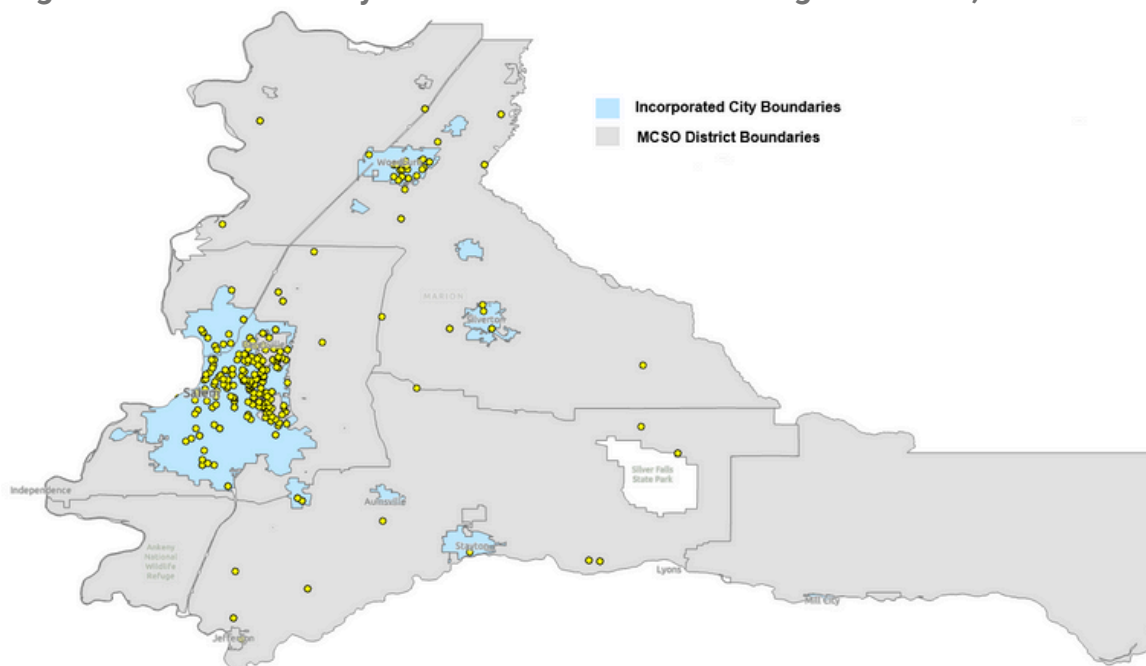 Incorporated City Boundaries
MCSO District Boundaries
Woodburn
MARION
Silverton
Salem
Independence
Aumsville
Silver Falls
State Park
Stayton
Ankeny
National
Wildlife
Refuge
Lyons
Mill City
Jefferson